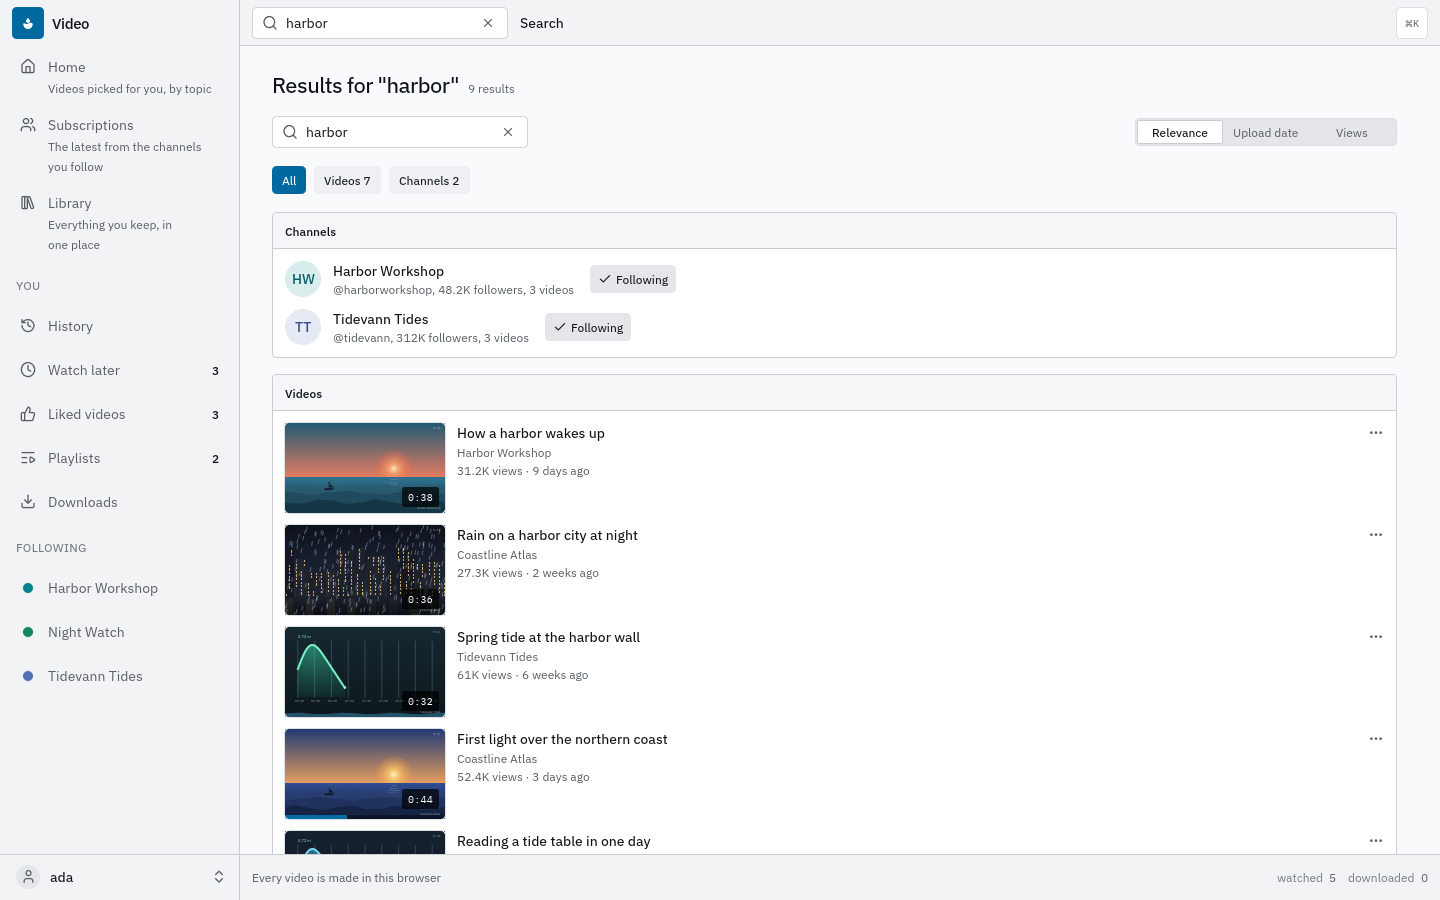 Video
harbor
Search
⌘K
Home
Videos picked for you, by topic
Subscriptions
The latest from the channels
you follow
Library
Everything you keep, in
one place
YOU
History
Watch later 3
Liked videos 3
Playlists 2
Downloads
FOLLOWING
Harbor Workshop
Night Watch
Tidevann Tides
ada
Results for "harbor" 9 results
harbor
Relevance Upload date Views
All Videos 7 Channels 2
Channels
HW
Harbor Workshop
@harborworkshop, 48.2K followers, 3 videos
Following
TT
Tidevann Tides
@tidevann, 312K followers, 3 videos
Following
Videos
0:38
How a harbor wakes up
Harbor Workshop
31.2K views · 9 days ago
0:36
Rain on a harbor city at night
Coastline Atlas
27.3K views · 2 weeks ago
0:32
Spring tide at the harbor wall
Tidevann Tides
61K views · 6 weeks ago
0:44
First light over the northern coast
Coastline Atlas
52.4K views · 3 days ago
Reading a tide table in one day
Every video is made in this browser
watched 5 downloaded 0